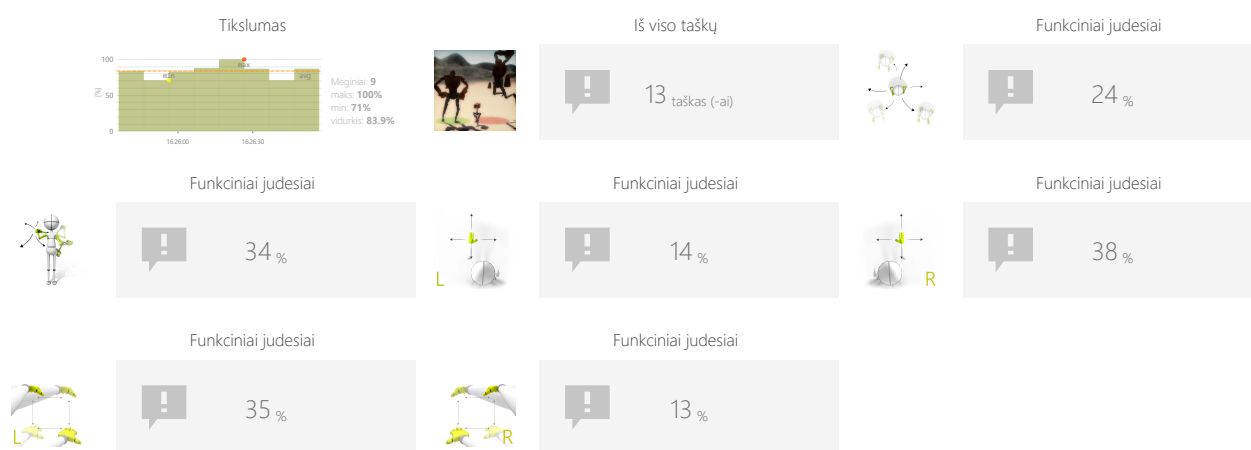 Tikslumas
Iš viso taškų
Funkciniai judesiai
100
(%)
50
0
min
max
avg
16:26:00
16:26:30
Mėginiai: 9
maks: 100%
min: 71%
vidurkis: 83.9%
13 taškas (-ai)
24 %
Funkciniai judesiai
Funkciniai judesiai
Funkciniai judesiai
34 %
L
14 %
R
38 %
Funkciniai judesiai
Funkciniai judesiai
L
35 %
L R
13 %